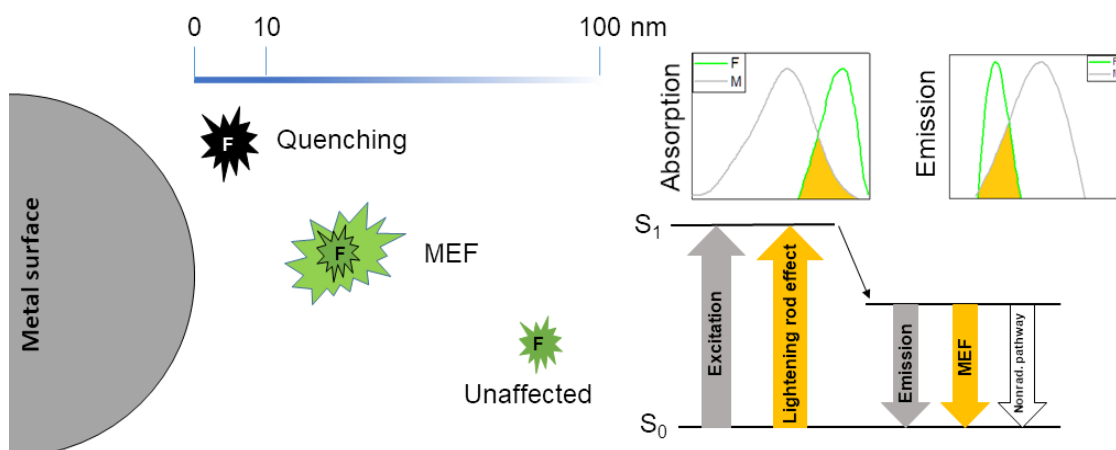 0 10 100 nm
Metal surface
F
Quenching
F
MEF
F
Unaffected
Absorption
F
M
Emission
F
S1
S0
Excitation
Lightening rod effect
Emission
MEF
Nonrad. pathway